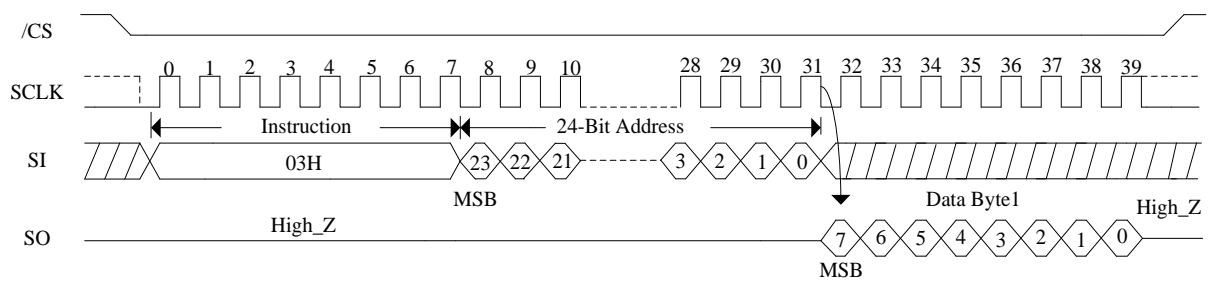 /CS
0 1 2 3 4 5 6 7 8 9 10 28 29 30 31 32 33 34 35 36 37 38 39
SCLK
Instruction 24-Bit Address
SI 03H 23 22 21 3 2 1 0
MSB Data Byte1
High_Z High_Z
SO 7 6 5 4 3 2 1 0
MSB